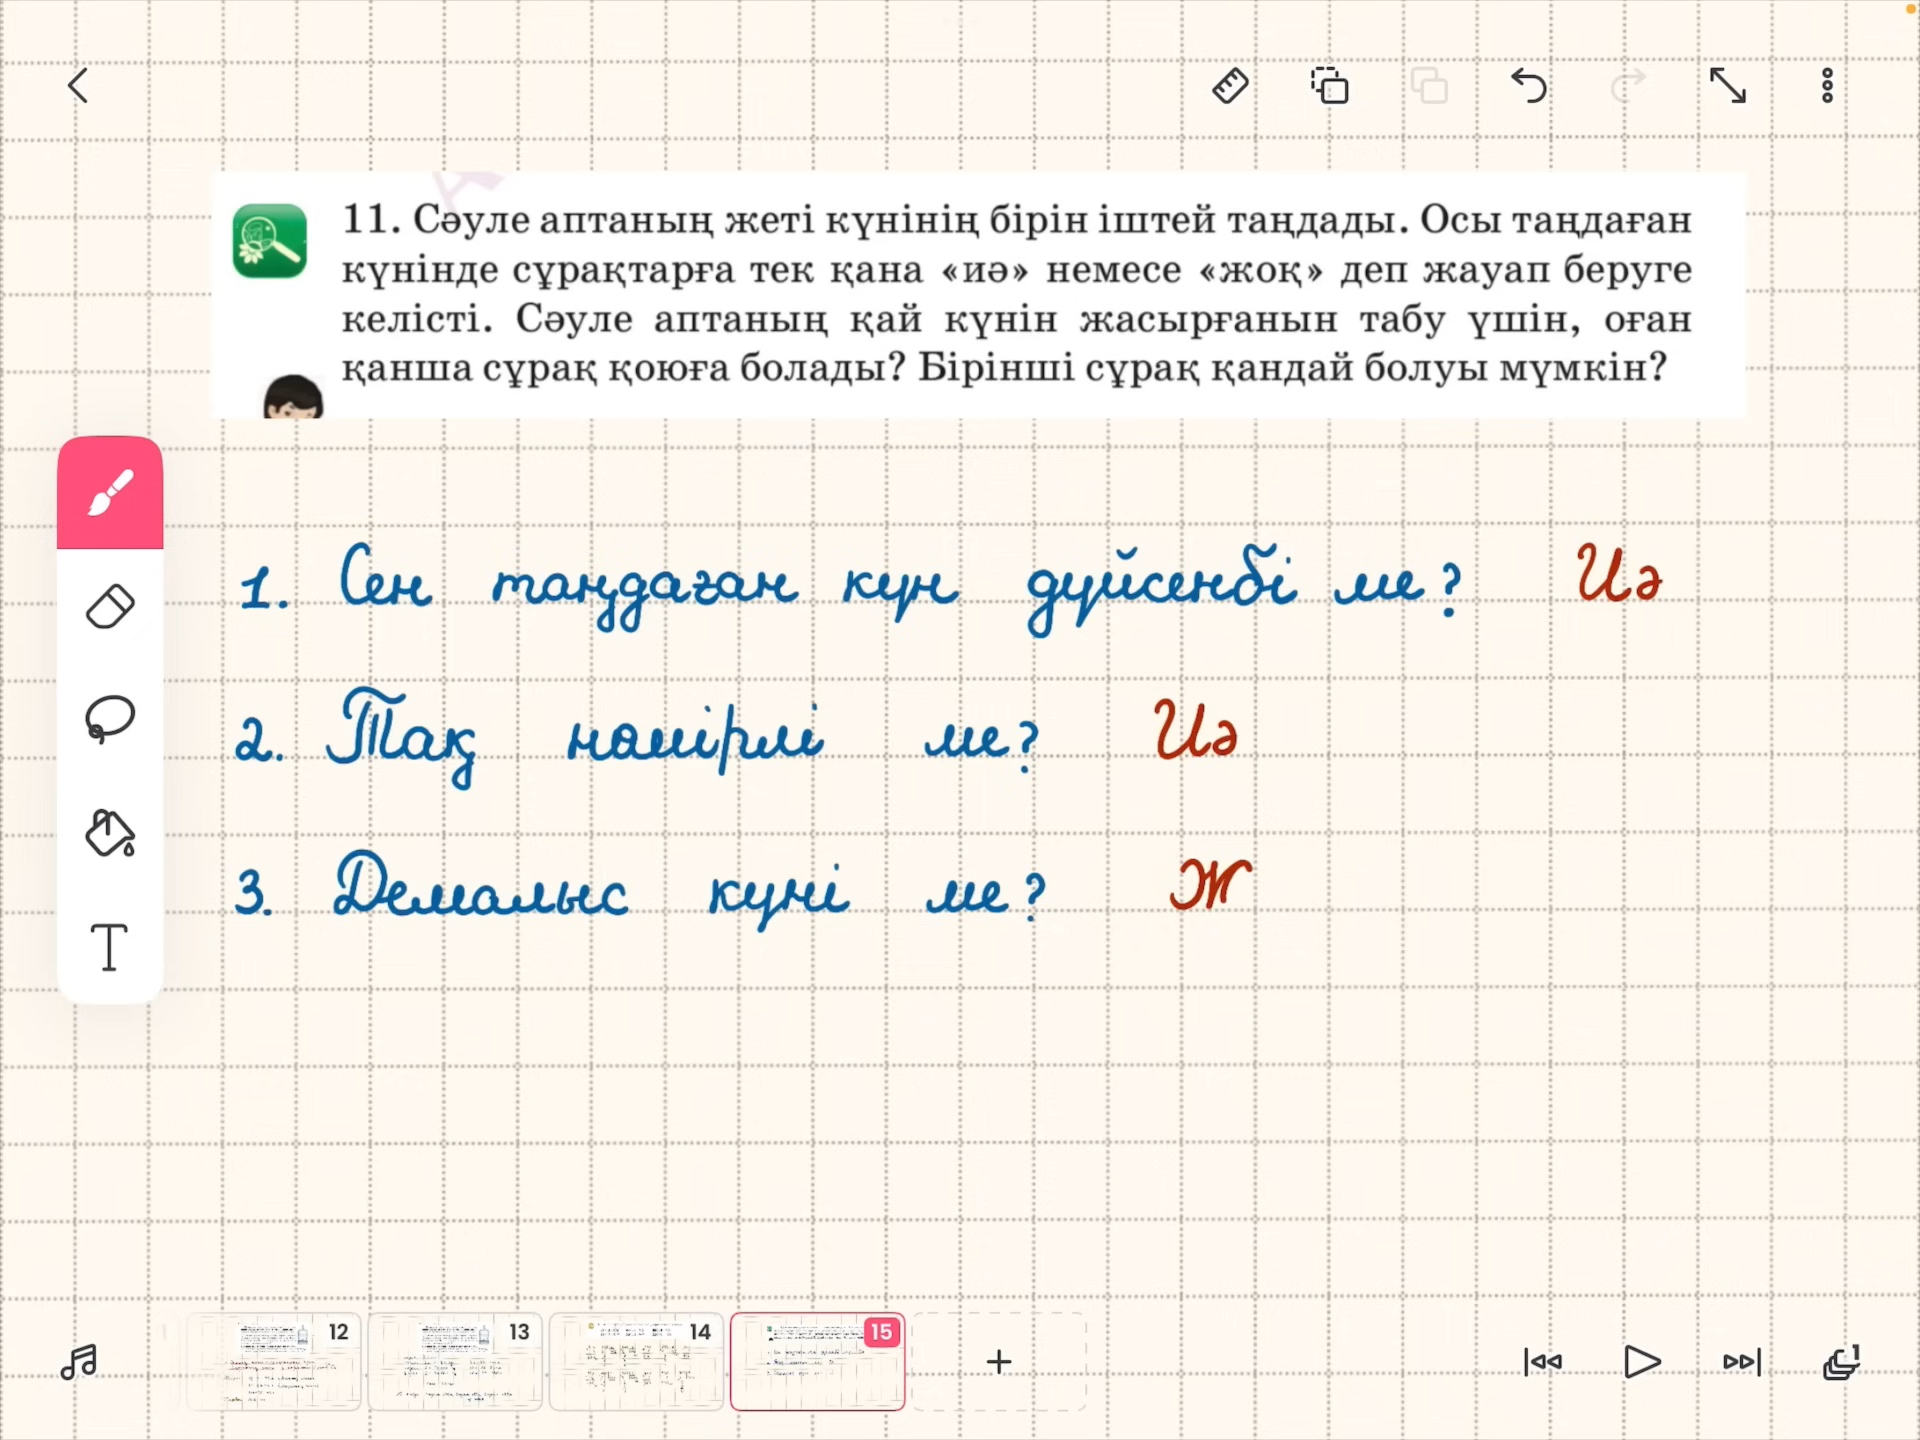 11. Сәуле аптаның жеті күнінің бірін іштей таңдады. Осы таңдаған
күнінде сұрақтарға тек қана «иә» немесе «жоқ» деп жауап беруге
келісті. Сәуле аптаның қай күнін жасырғанын табу үшін, оған
қанша сұрақ қоюға болады? Бірінші сұрақ қандай болуы мүмкін?
1. Сен таңдаған күн дүйсенбі ме? Иә
2. Тақ нөмірлі ме? Иә
3. Демалыс күні ме? Ж
T
12 13 14 15
1